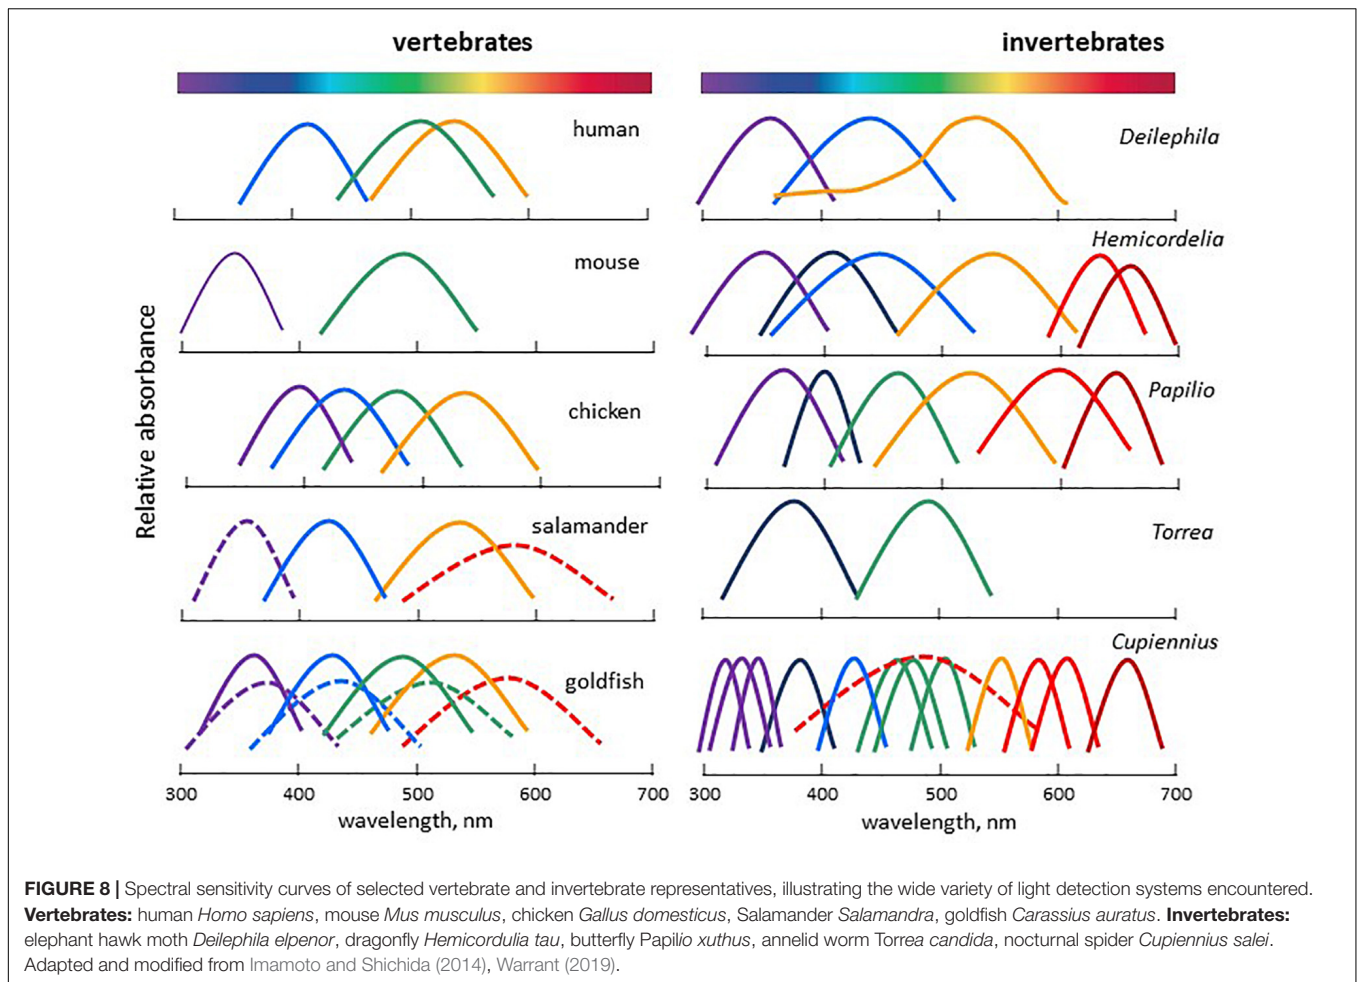 vertebrates
invertebrates
human
mouse
chicken
salamander
goldfish
Deilephila
Hemicordelia
Papilio
Torrea
Cupiennius
Relative absorbance
300 400 500 600 700
wavelength, nm
300 400 500 600 700
wavelength, nm
FIGURE 8 | Spectral sensitivity curves of selected vertebrate and invertebrate representatives, illustrating the wide variety of light detection systems encountered.
Vertebrates: human Homo sapiens, mouse Mus musculus, chicken Gallus domesticus, Salamander Salamandra, goldfish Carassius auratus. Invertebrates:
elephant hawk moth Deilephila elpenor, dragonfly Hemicordulia tau, butterfly Papilio xuthus, annelid worm Torrea candida, nocturnal spider Cupiennius salei.
Adapted and modified from Imamoto and Shichida (2014), Warrant (2019).